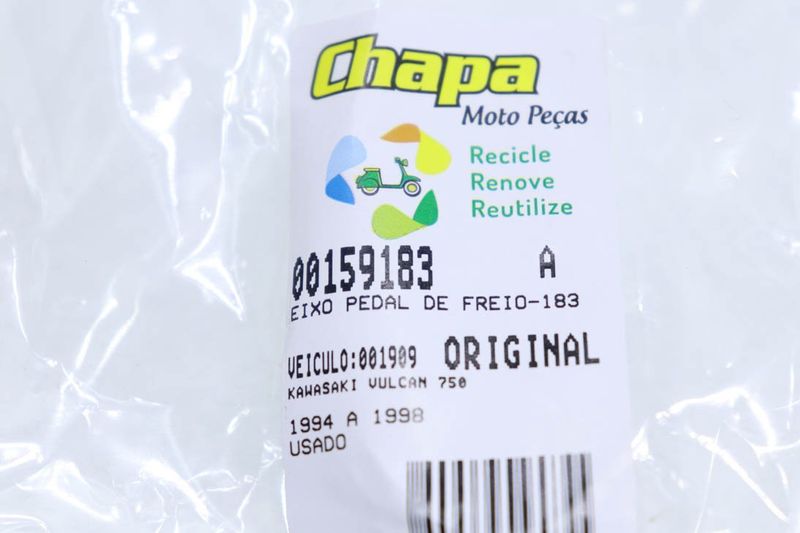 Chapa
Moto Peças
Recicle
Renove
Reutilize
00159183 A
EIXO PEDAL DE FREIO-183
VEICULO:001909 ORIGINAL
KAWASAKI VULCAN 750
1994 A 1998
USADO